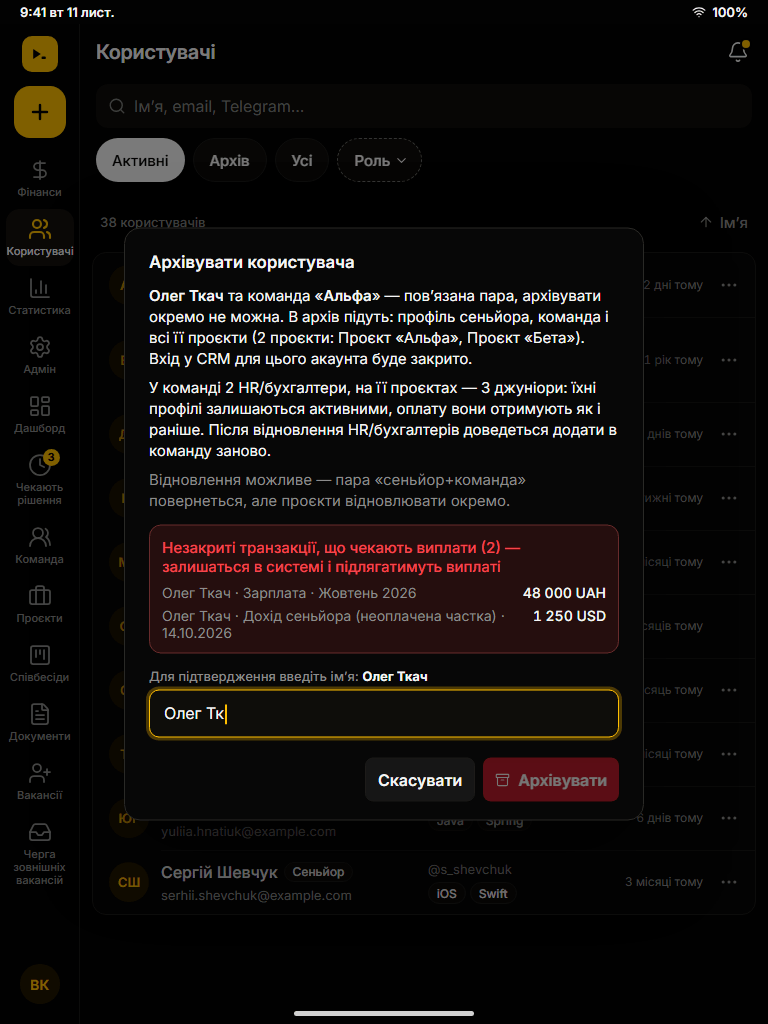 9:41 вт 11 лист.
100%
Користувачі
Ім’я, email, Telegram...
Активні
Архів
Усі
Роль
38 користувачів
Ім’я
Фінанси
Користувачі
Статистика
Адмін
Дашборд
3
Чекають
рішення
Команда
Проєкти
Співбесіди
Документи
Вакансії
Черга
зовнішніх
вакансій
ВК
Архівувати користувача
Олег Ткач та команда «Альфа» — пов’язана пара, архівувати
окремо не можна. В архів підуть: профіль сеньйора, команда і
всі її проєкти (2 проєкти: Проєкт «Альфа», Проєкт «Бета»).
Вхід у CRM для цього акаунта буде закрито.
У команді 2 HR/бухгалтери, на її проєктах — 3 джуніори: їхні
профілі залишаються активними, оплату вони отримують як і
раніше. Після відновлення HR/бухгалтерів доведеться додати в
команду заново.
Відновлення можливе — пара «сеньйор+команда»
повернеться, але проєкти відновлювати окремо.
Незакриті транзакції, що чекають виплати (2) —
залишаться в системі і підлягатимуть виплаті
Олег Ткач · Зарплата · Жовтень 2026 48 000 UAH
Олег Ткач · Дохід сеньйора (неоплачена частка) · 1 250 USD
14.10.2026
Для підтвердження введіть ім’я: Олег Ткач
Олег Тк
Скасувати
Архівувати
2 дні тому
1 рік тому
днів тому
сяців тому
6 днів тому
yuliia.hnatiuk@example.com
Java Spring
СШ
Сергій Шевчук Сеньйор
serhii.shevchuk@example.com
@s_shevchuk
iOS Swift
3 місяці тому